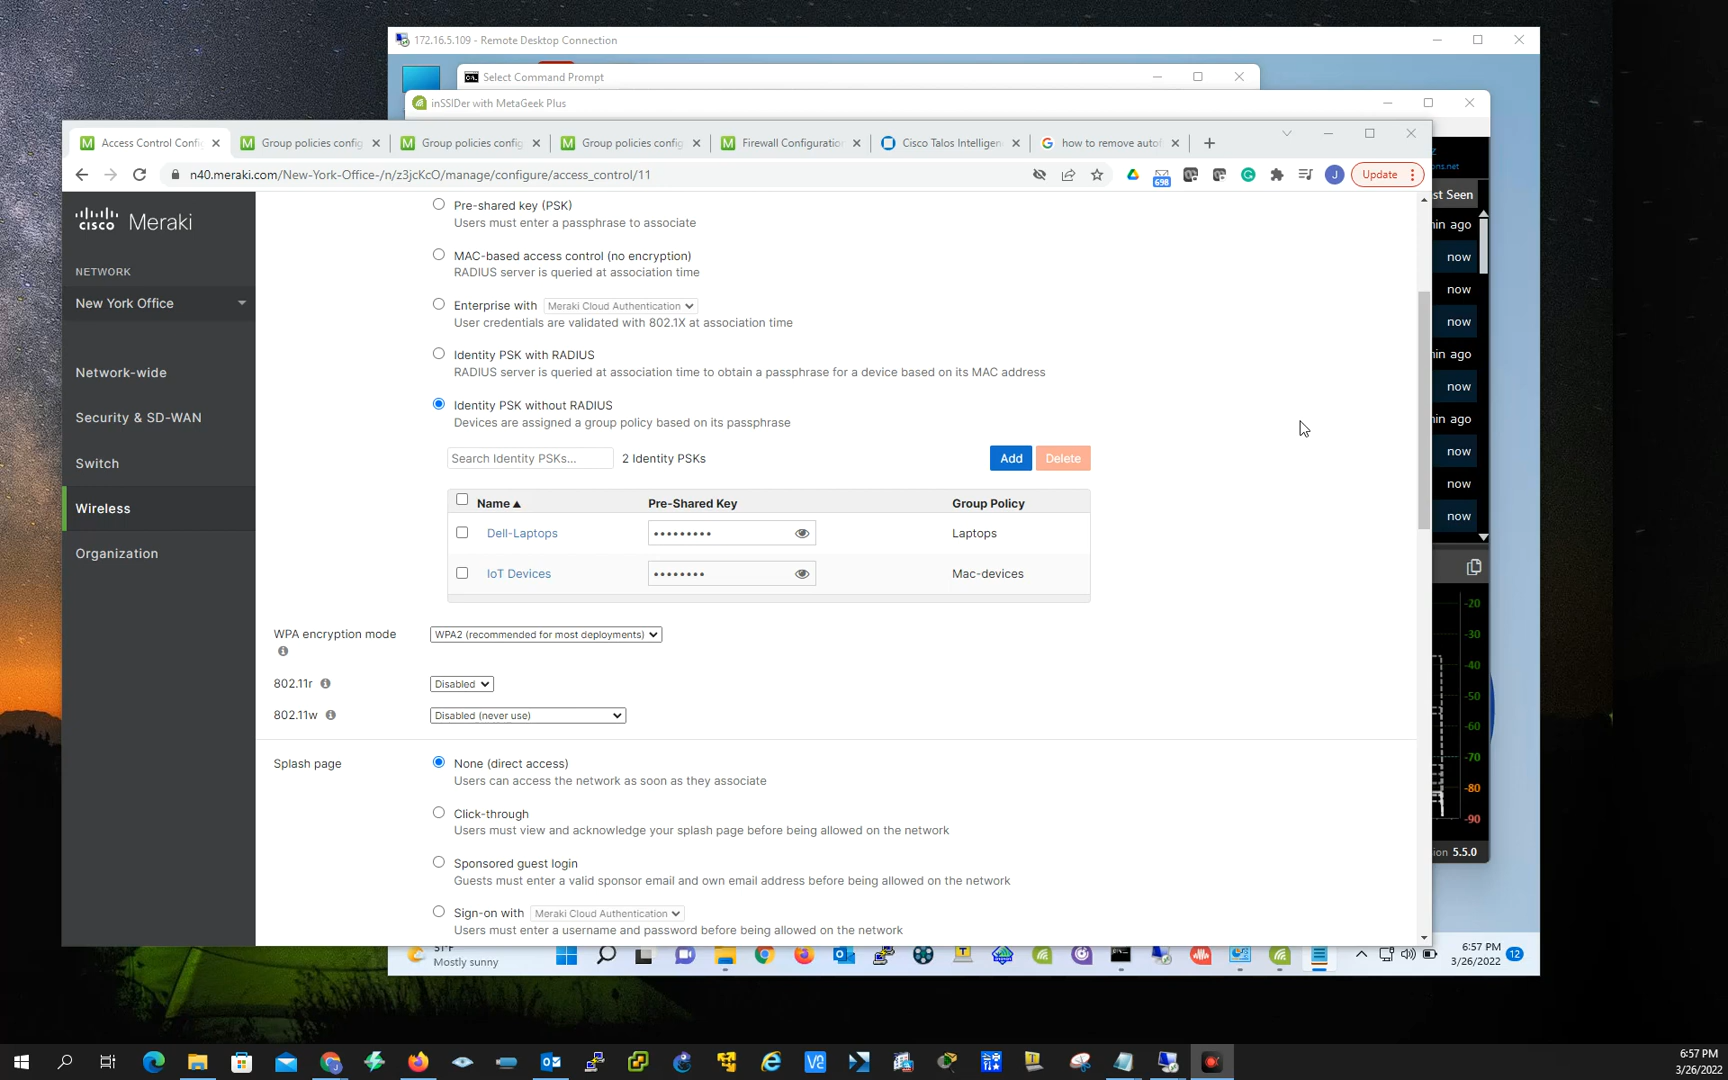 172.16.5.109 - Remote Desktop Connection
Select Command Prompt
inSSIDer with MetaGeek Plus
Access Control Config
Group policies config
Group policies config
Group policies config
Firewall Configuration
Cisco Talos Intelligen
how to remove autof
n40.meraki.com/New-York-Office-/n/z3jcKcO/manage/configure/access_control/11
698
J
Update
ons.net
st Seen
CISCO Meraki
NETWORK
New York Office
Network-wide
Security & SD-WAN
Switch
Wireless
Organization
Pre-shared key (PSK)
Users must enter a passphrase to associate
MAC-based access control (no encryption)
RADIUS server is queried at association time
Enterprise with Meraki Cloud Authentication
User credentials are validated with 802.1X at association time
Identity PSK with RADIUS
RADIUS server is queried at association time to obtain a passphrase for a device based on its MAC address
Identity PSK without RADIUS
Devices are assigned a group policy based on its passphrase
Search Identity PSKs...
2 Identity PSKs
Add
Delete
Name
Pre-Shared Key
Group Policy
Dell-Laptops
•••••••••
Laptops
IoT Devices
••••••••
Mac-devices
WPA encryption mode
WPA2 (recommended for most deployments)
802.11r
Disabled
802.11w
Disabled (never use)
Splash page
None (direct access)
Users can access the network as soon as they associate
Click-through
Users must view and acknowledge your splash page before being allowed on the network
Sponsored guest login
Guests must enter a valid sponsor email and own email address before being allowed on the network
Sign-on with Meraki Cloud Authentication
Users must enter a username and password before being allowed on the network
in ago
now
now
now
in ago
now
in ago
now
now
now
-20
-30
-40
-50
-60
-70
-80
-90
ion 5.5.0
51°F
Mostly sunny
6:57 PM
3/26/2022
12
6:57 PM
3/26/2022